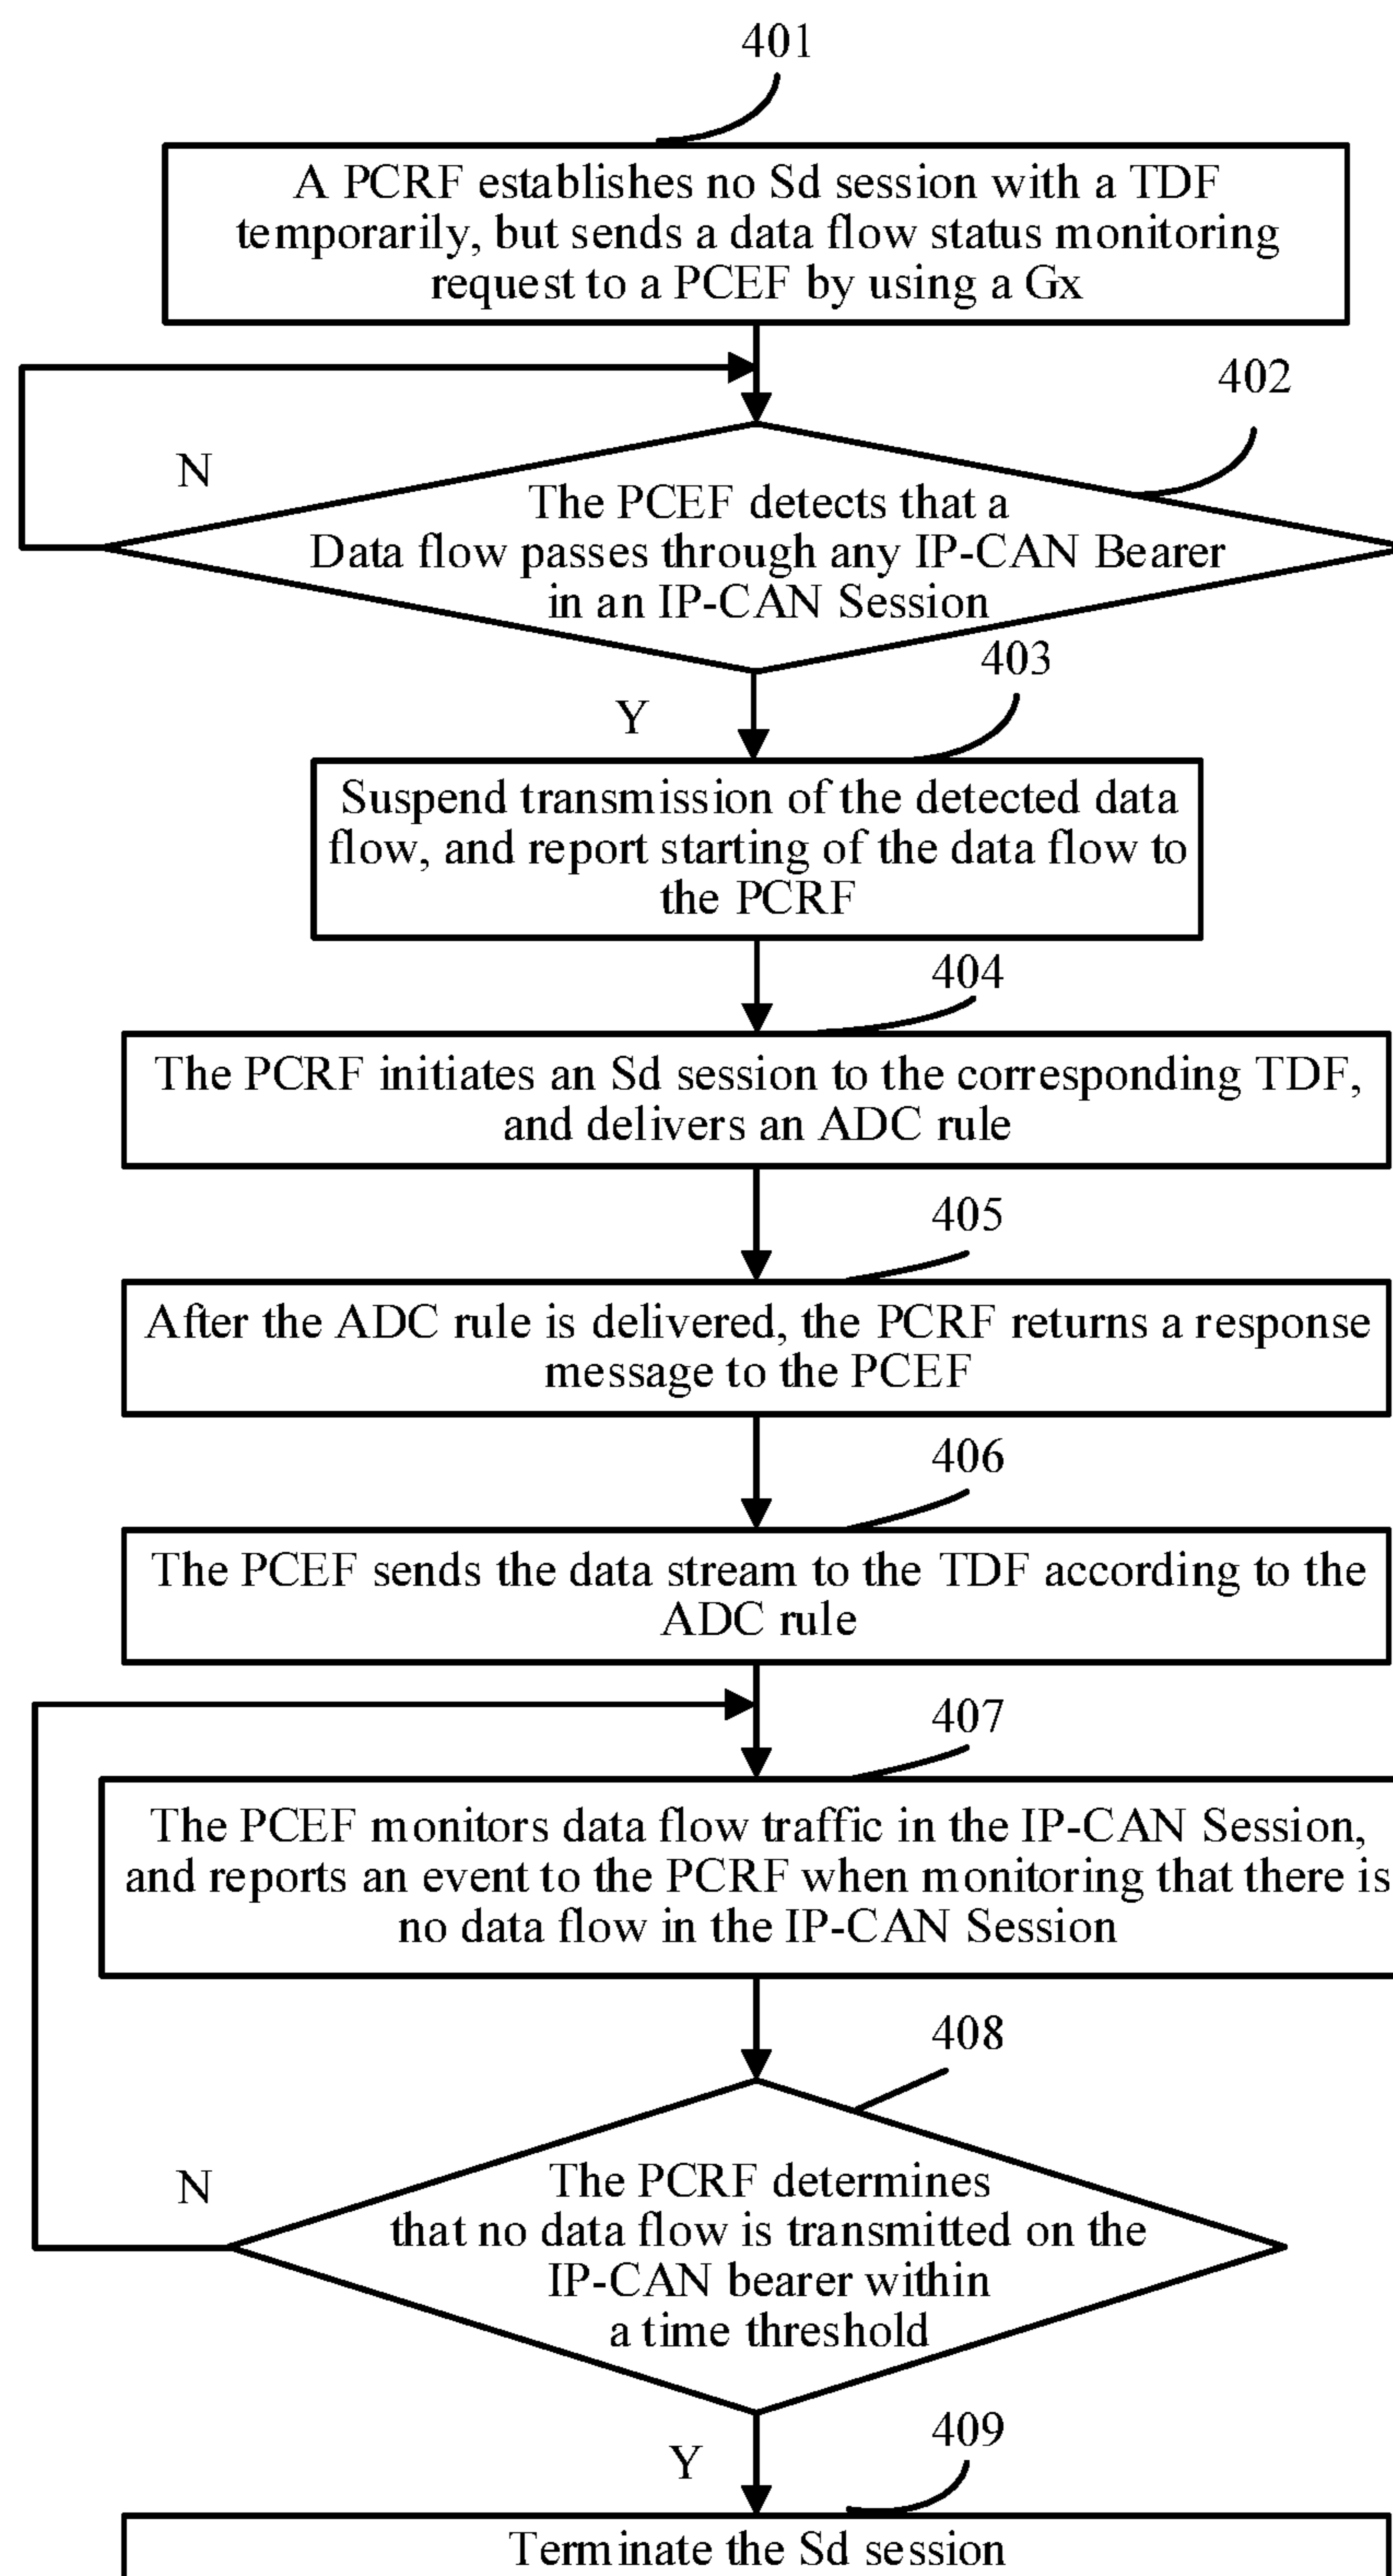 401
A PCRF establishes no Sd session with a TDF
temporarily, but sends a data flow status monitoring
request to a PCEF by using a Gx
402
N
The PCEF detects that a
Data flow passes through any IP-CAN Bearer
in an IP-CAN Session
403
Y
Suspend transmission of the detected data
flow, and report starting of the data flow to
the PCRF
404
The PCRF initiates an Sd session to the corresponding TDF,
and delivers an ADC rule
405
After the ADC rule is delivered, the PCRF returns a response
message to the PCEF
406
The PCEF sends the data stream to the TDF according to the
ADC rule
407
The PCEF monitors data flow traffic in the IP-CAN Session,
and reports an event to the PCRF when monitoring that there is
no data flow in the IP-CAN Session
408
N
The PCRF determines
that no data flow is transmitted on the
IP-CAN bearer within
a time threshold
409
Y
Terminate the Sd session